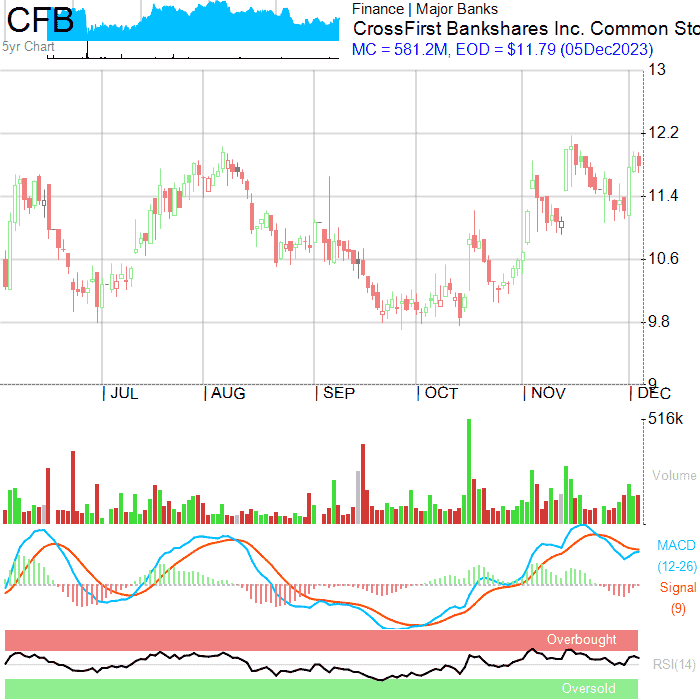 CFB
5yr Chart
Finance | Major Banks
CrossFirst Bankshares Inc. Common Sto
MC = 581.2M, EOD = $11.79 (05Dec2023)
13
12.2
11.4
10.6
9.8
9
| JUL | AUG | SEP | OCT | NOV | DEC
516k
Volume
MACD
(12-26)
Signal
(9)
Overbought
RSI(14)
Oversold